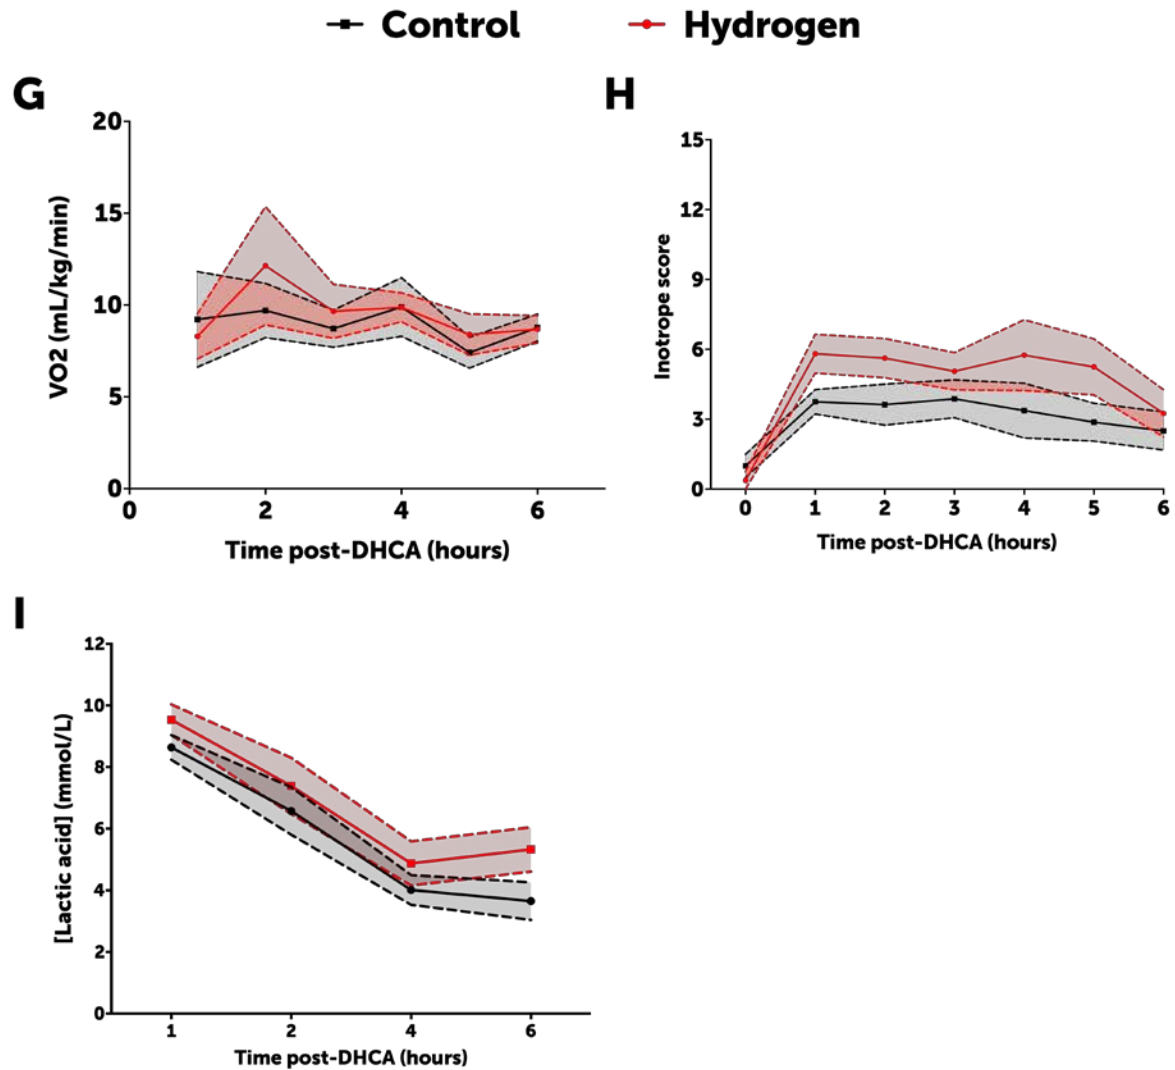 Control Hydrogen
G
20
15
10
5
0
VO2 (mL/kg/min)
0 2 4 6
Time post-DHCA (hours)
H
15
12
9
6
3
0
Inotrope score
0 1 2 3 4 5 6
Time post-DHCA (hours)
I
12
10
8
6
4
2
0
[Lactic acid] (mmol/L)
1 2 4 6
Time post-DHCA (hours)